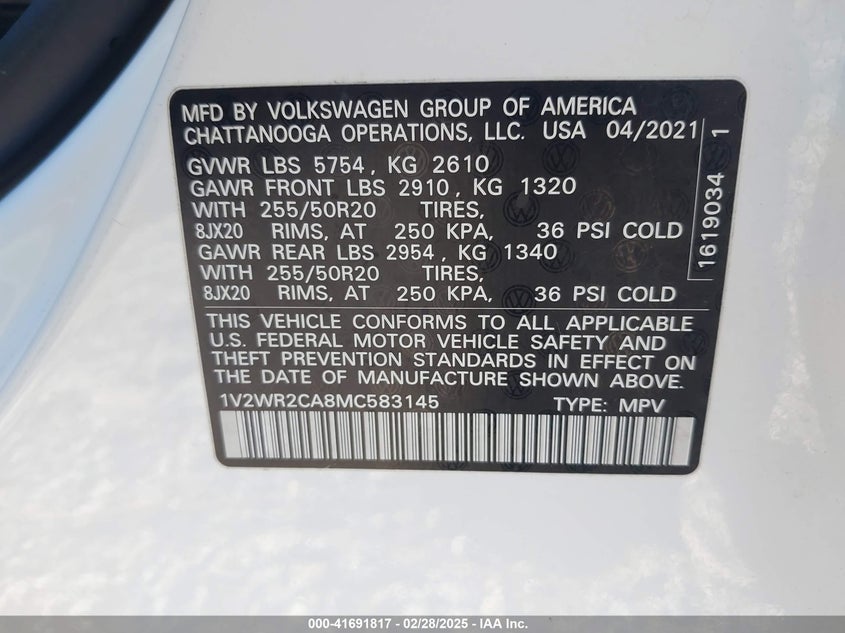 MFD BY VOLKSWAGEN GROUP OF AMERICA
CHATTANOOGA OPERATIONS, LLC. USA 04/2021
GVWR LBS 5754, KG 2610
GAWR FRONT LBS 2910, KG 1320
WITH 255/50R20 TIRES,
8JX20 RIMS, AT 250 KPA, 36 PSI COLD
GAWR REAR LBS 2954, KG 1340
WITH 255/50R20 TIRES,
8JX20 RIMS, AT 250 KPA, 36 PSI COLD
THIS VEHICLE CONFORMS TO ALL APPLICABLE
U.S. FEDERAL MOTOR VEHICLE SAFETY AND
THEFT PREVENTION STANDARDS IN EFFECT ON
THE DATE OF MANUFACTURE SHOWN ABOVE.
1V2WR2CA8MC583145 TYPE: MPV
1619034 1
000-41691817 | 02/28/2025 - IAA Inc.